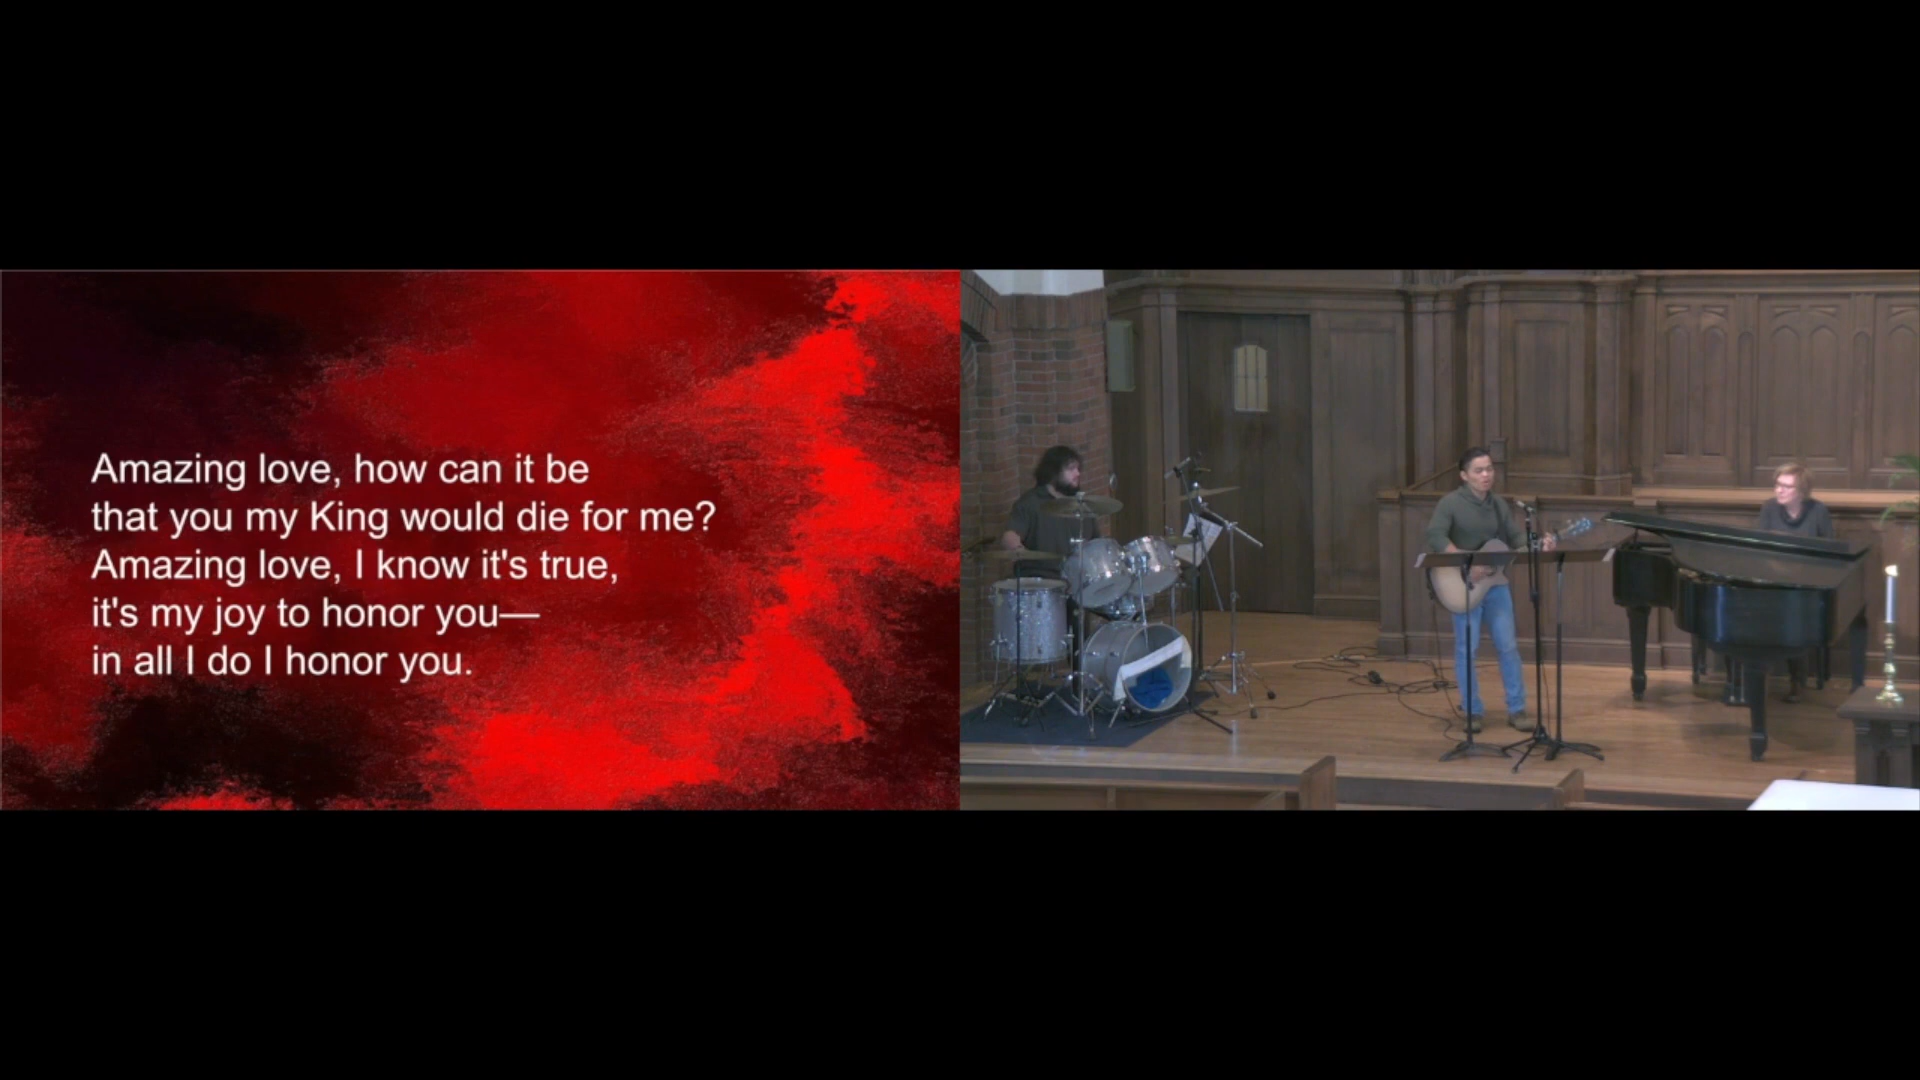 Amazing love, how can it be
that you my King would die for me?
Amazing love, I know it's true,
it's my joy to honor you—
in all I do I honor you.